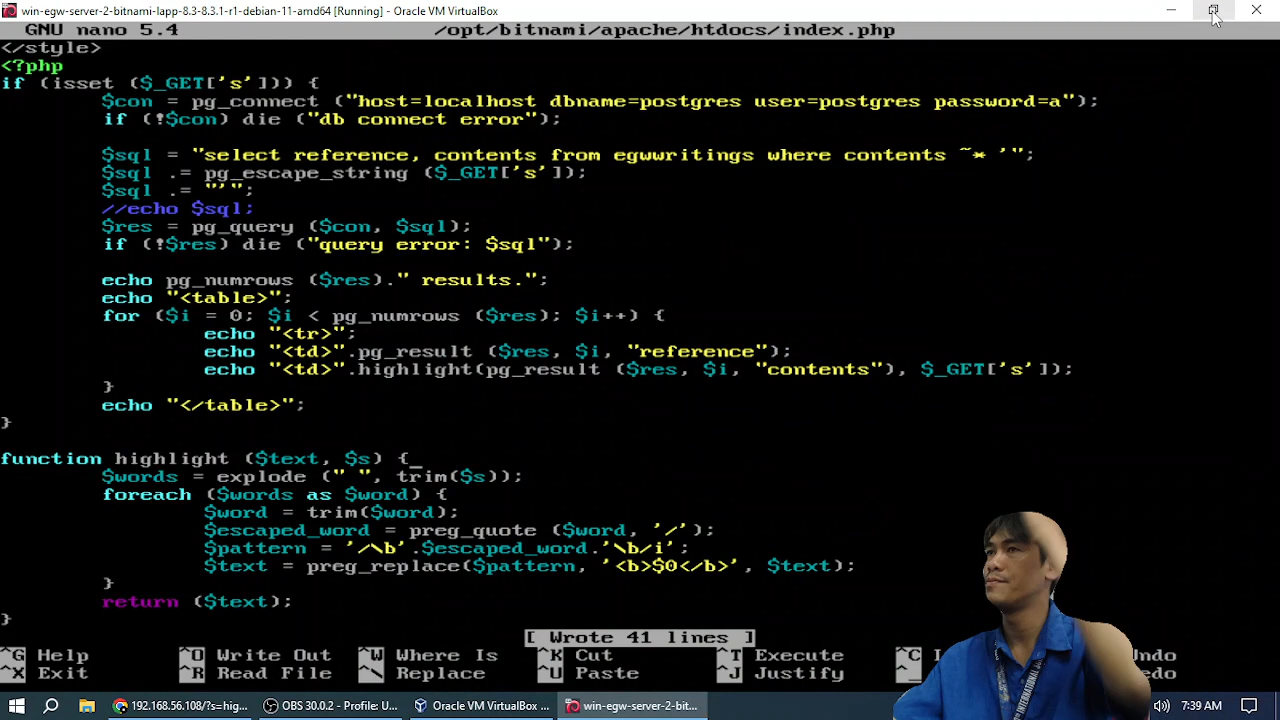 win-egw-server-2-bitnami-lapp-8.3-8.3.1-r1-debian-11-amd64 [Running] - Oracle VM VirtualBox
GNU nano 5.4 /opt/bitnami/apache/htdocs/index.php
</style>
<?php
if (isset ($_GET['s'])) {
$con = pg_connect ("host=localhost dbname=postgres user=postgres password=a");
if (!$con) die ("db connect error");
$sql = "select reference, contents from egwwritings where contents ~* '";
$sql .= pg_escape_string ($_GET['s']);
$sql .= "'";
//echo $sql;
$res = pg_query ($con, $sql);
if (!$res) die ("query error: $sql");
echo pg_numrows ($res)." results.";
echo "<table>";
for ($i = 0; $i < pg_numrows ($res); $i++) {
echo "<tr>";
echo "<td>".pg_result ($res, $i, "reference");
echo "<td>".highlight(pg_result ($res, $i, "contents"), $_GET['s']);
}
echo "</table>";
}
function highlight ($text, $s) {
$words = explode (" ", trim($s));
foreach ($words as $word) {
$word = trim($word);
$escaped_word = preg_quote ($word, '/');
$pattern = '/\b'.$escaped_word.'\b/i';
$text = preg_replace($pattern, '<b>$0</b>', $text);
}
return ($text);
}
[ Wrote 41 lines ]
^G Help ^O Write Out ^W Where Is ^K Cut ^T Execute ^C
^X Exit ^R Read File ^\ Replace ^U Paste ^J Justify ^_
192.168.56.108/?s=hig... OBS 30.0.2 - Profile: U... Oracle VM VirtualBox ... win-egw-server-2-bit... 7:39 AM